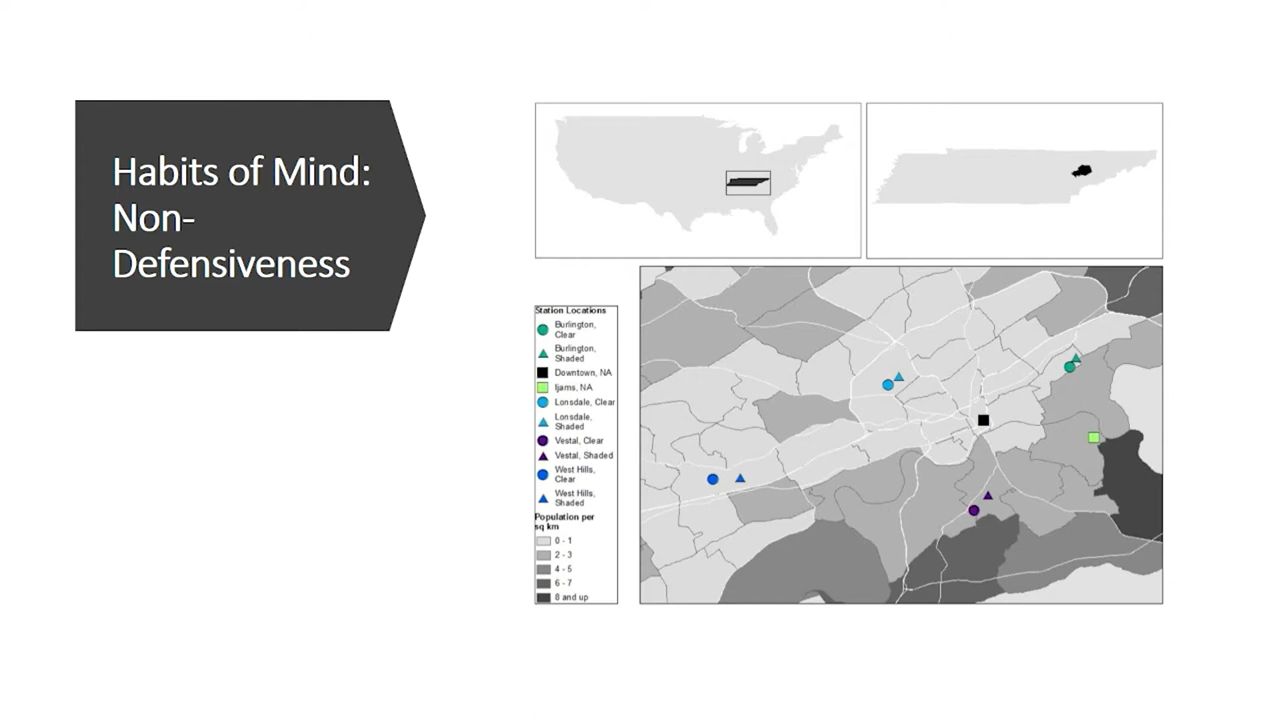 Habits of Mind:
Non-
Defensiveness
Station Locations
Burlington,
Clear
Burlington,
Shaded
Downtown, NA
Ijams, NA
Lonsdale, Clear
Lonsdale,
Shaded
Vestal, Clear
Vestal, Shaded
West Hills,
Clear
West Hills,
Shaded
Population per
sq km
0 - 1
2 - 3
4 - 5
6 - 7
8 and up